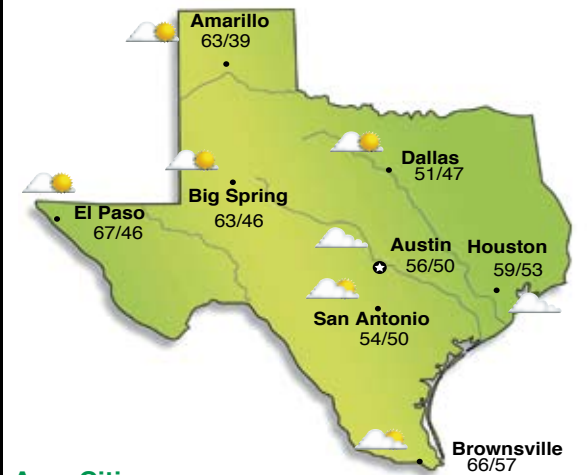 Amarillo
63/39
Dallas
51/47
Big Spring
63/46
El Paso
67/46
Austin
56/50
Houston
59/53
San Antonio
54/50
Brownsville
66/57